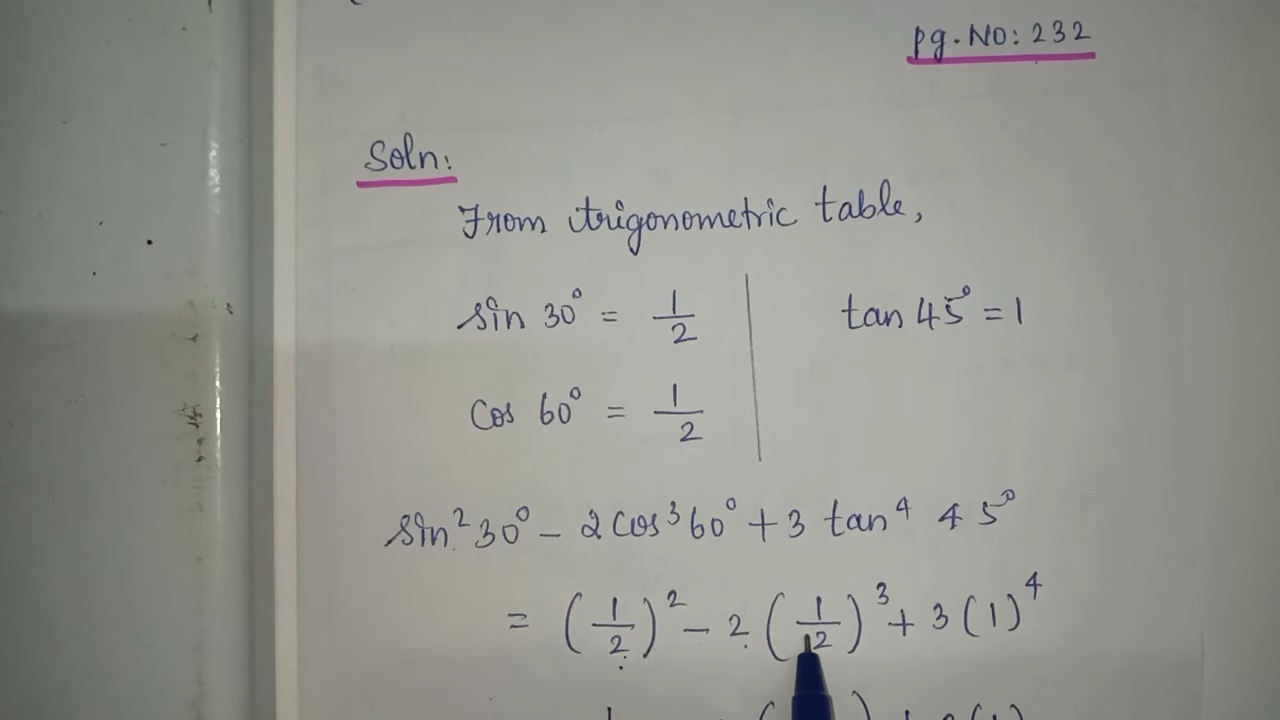 Pg. No: 232
Soln:
From trigonometric table,
sin 30° = 1/2 | tan 45° = 1
cos 60° = 1/2
sin² 30° – 2 cos³ 60° + 3 tan⁴ 45°
= (1/2)² – 2 (1/2)³ + 3 (1)⁴